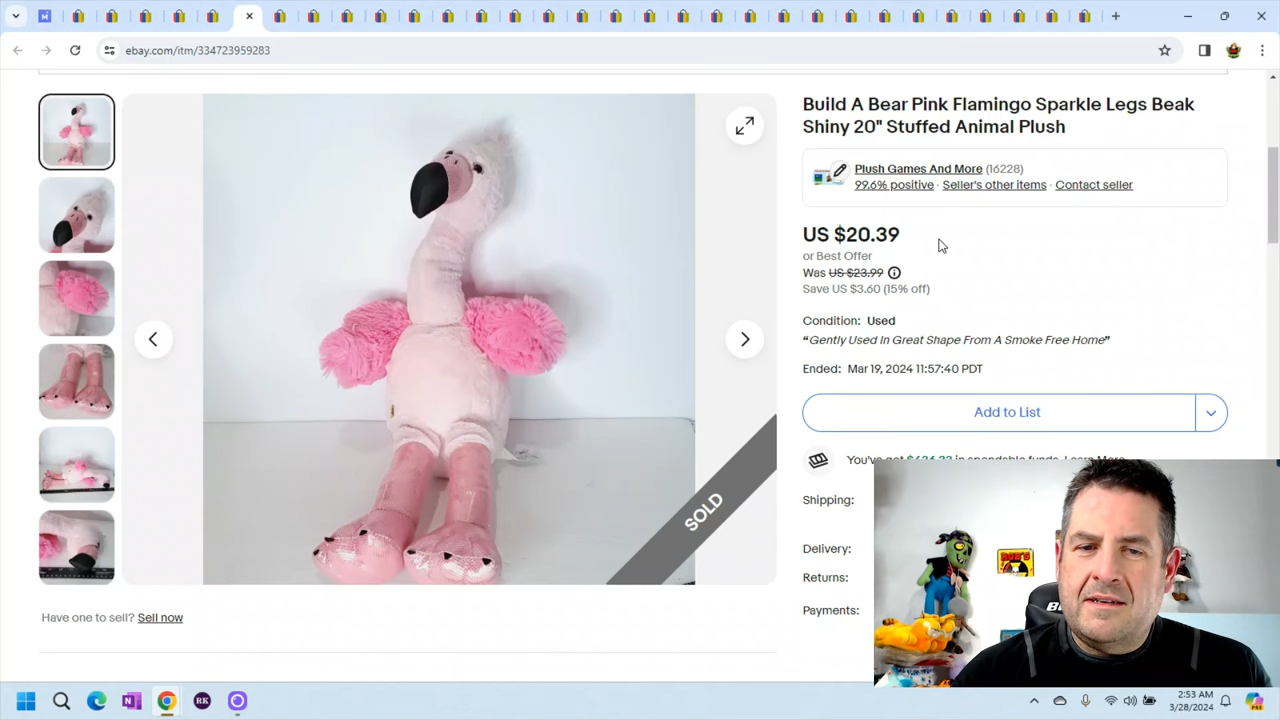 ebay.com/itm/334723959283
Build A Bear Pink Flamingo Sparkle Legs Beak
Shiny 20" Stuffed Animal Plush
Plush Games And More (16228)
99.6% positive · Seller's other items · Contact seller
US $20.39
or Best Offer
Was US $23.99
Save US $3.60 (15% off)
Condition: Used
“Gently Used In Great Shape From A Smoke Free Home”
Ended: Mar 19, 2024 11:57:40 PDT
Add to List
Shipping:
Delivery:
Returns:
Payments:
SOLD
Have one to sell? Sell now
RK
2:53 AM
3/28/2024